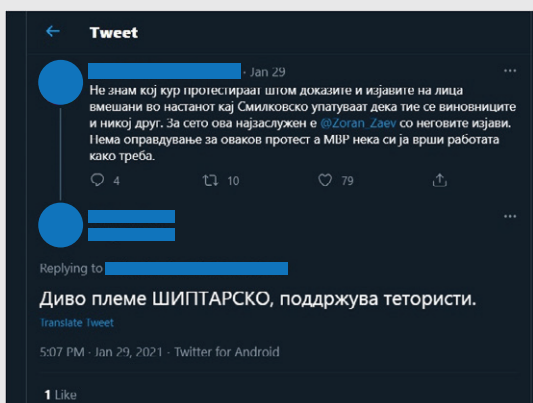 Tweet
· Jan 29
Не знам кој кур протестираат штом доказите и изјавите на лица
вмешани во настанот кај Смилковско упатуваат дека тие се виновниците
и никој друг. За сето ова најзаслужен е @Zoran_Zaev со неговите изјави.
Нема оправдување за оваков протест а МВР нека си ја врши работата
како треба.
4 10 79
Replying to
Диво племе ШИПТАРСКО, поддржува тетористи.
Translate Tweet
5:07 PM · Jan 29, 2021 · Twitter for Android
1 Like